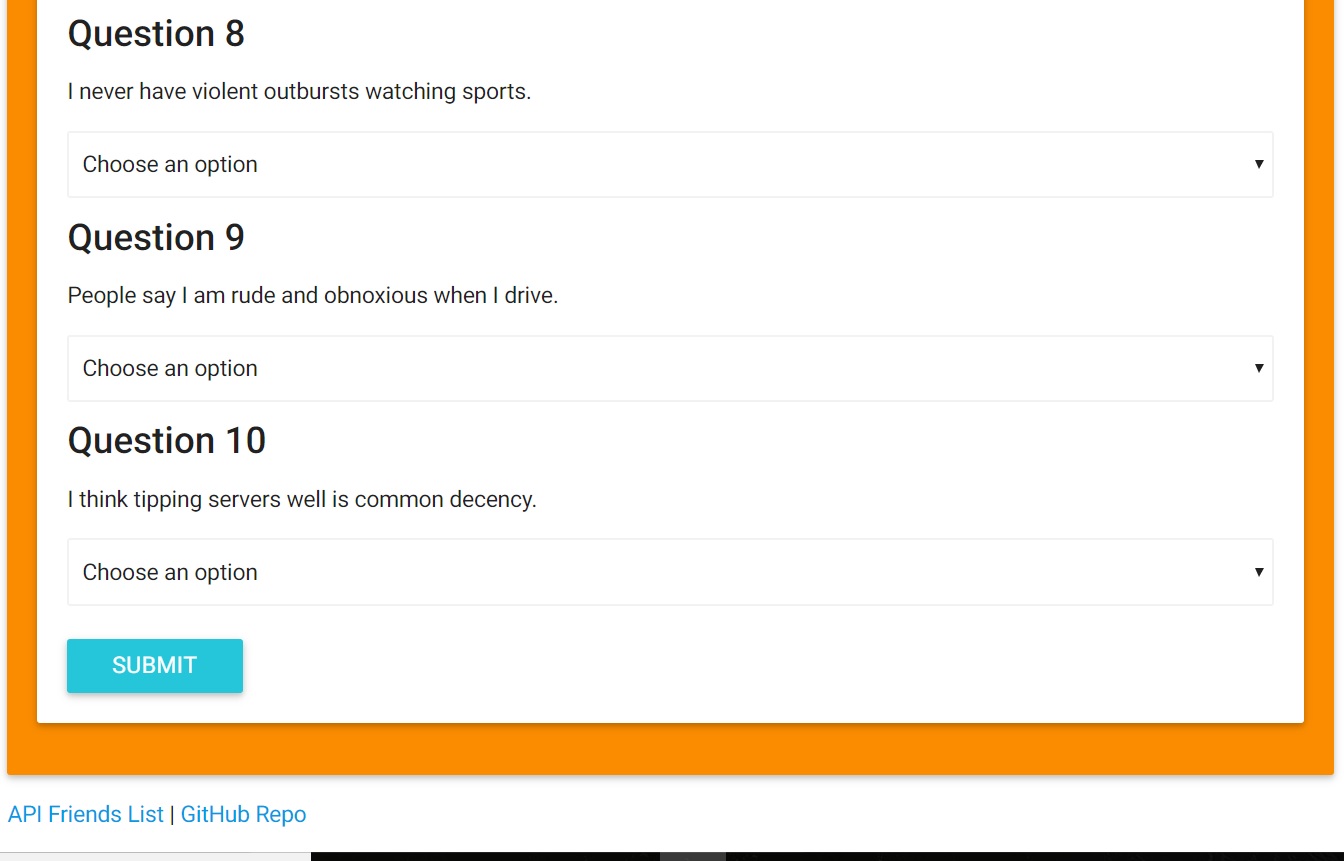 Question 8
I never have violent outbursts watching sports.
Choose an option
Question 9
People say I am rude and obnoxious when I drive.
Choose an option
Question 10
I think tipping servers well is common decency.
Choose an option
SUBMIT
API Friends List | GitHub Repo